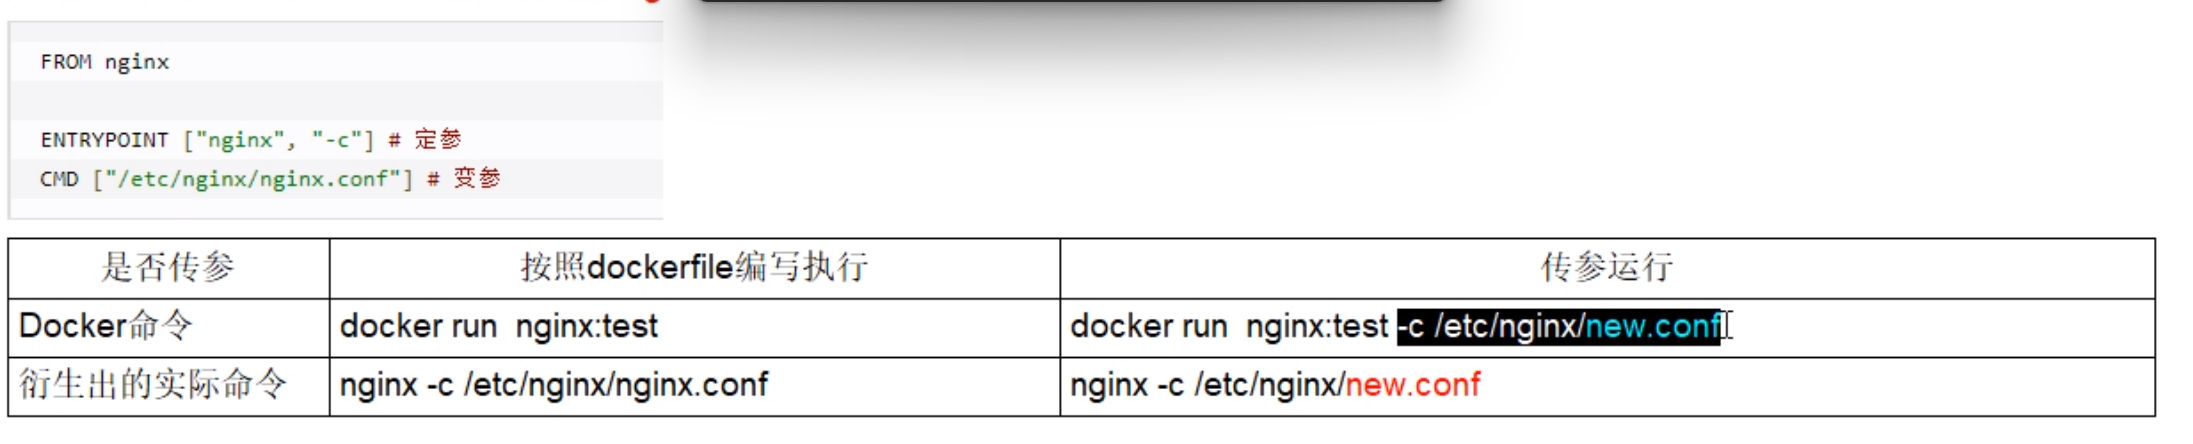 FROM nginx
ENTRYPOINT ["nginx", "-c"] # 定参
CMD ["/etc/nginx/nginx.conf"] # 变参
是否传参 按照dockerfile编写执行 传参运行
Docker命令 docker run  nginx:test docker run  nginx:test -c /etc/nginx/new.conf
衍生出的实际命令 nginx -c /etc/nginx/nginx.conf nginx -c /etc/nginx/new.conf